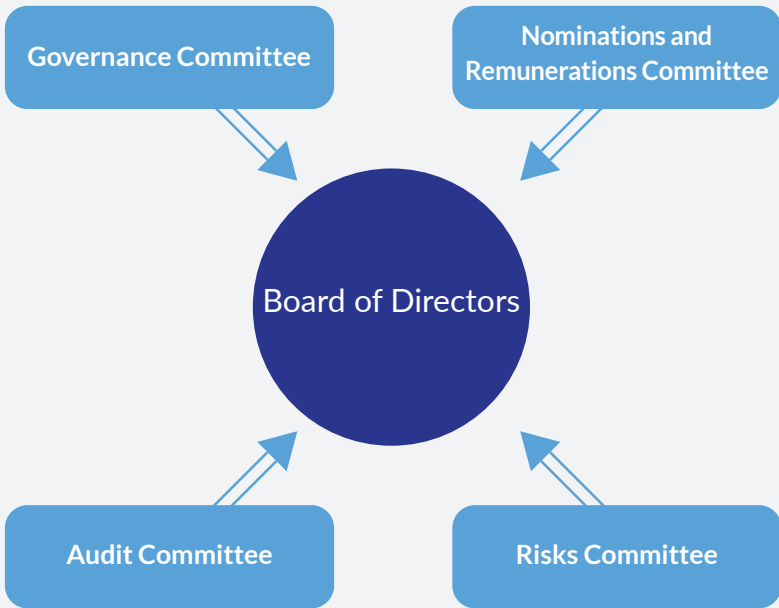 Governance Committee
Nominations and
Remunerations Committee
Board of Directors
Audit Committee
Risks Committee